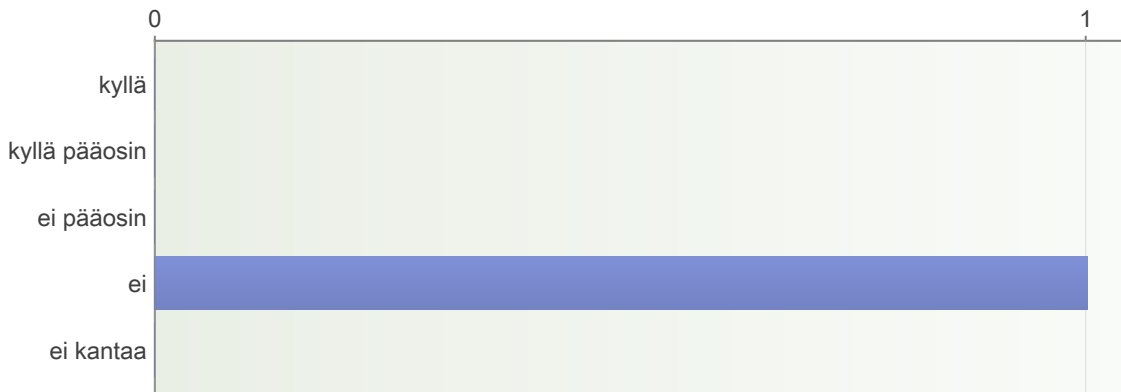 0 1
kyllä
kyllä pääosin
ei pääosin
ei
ei kantaa